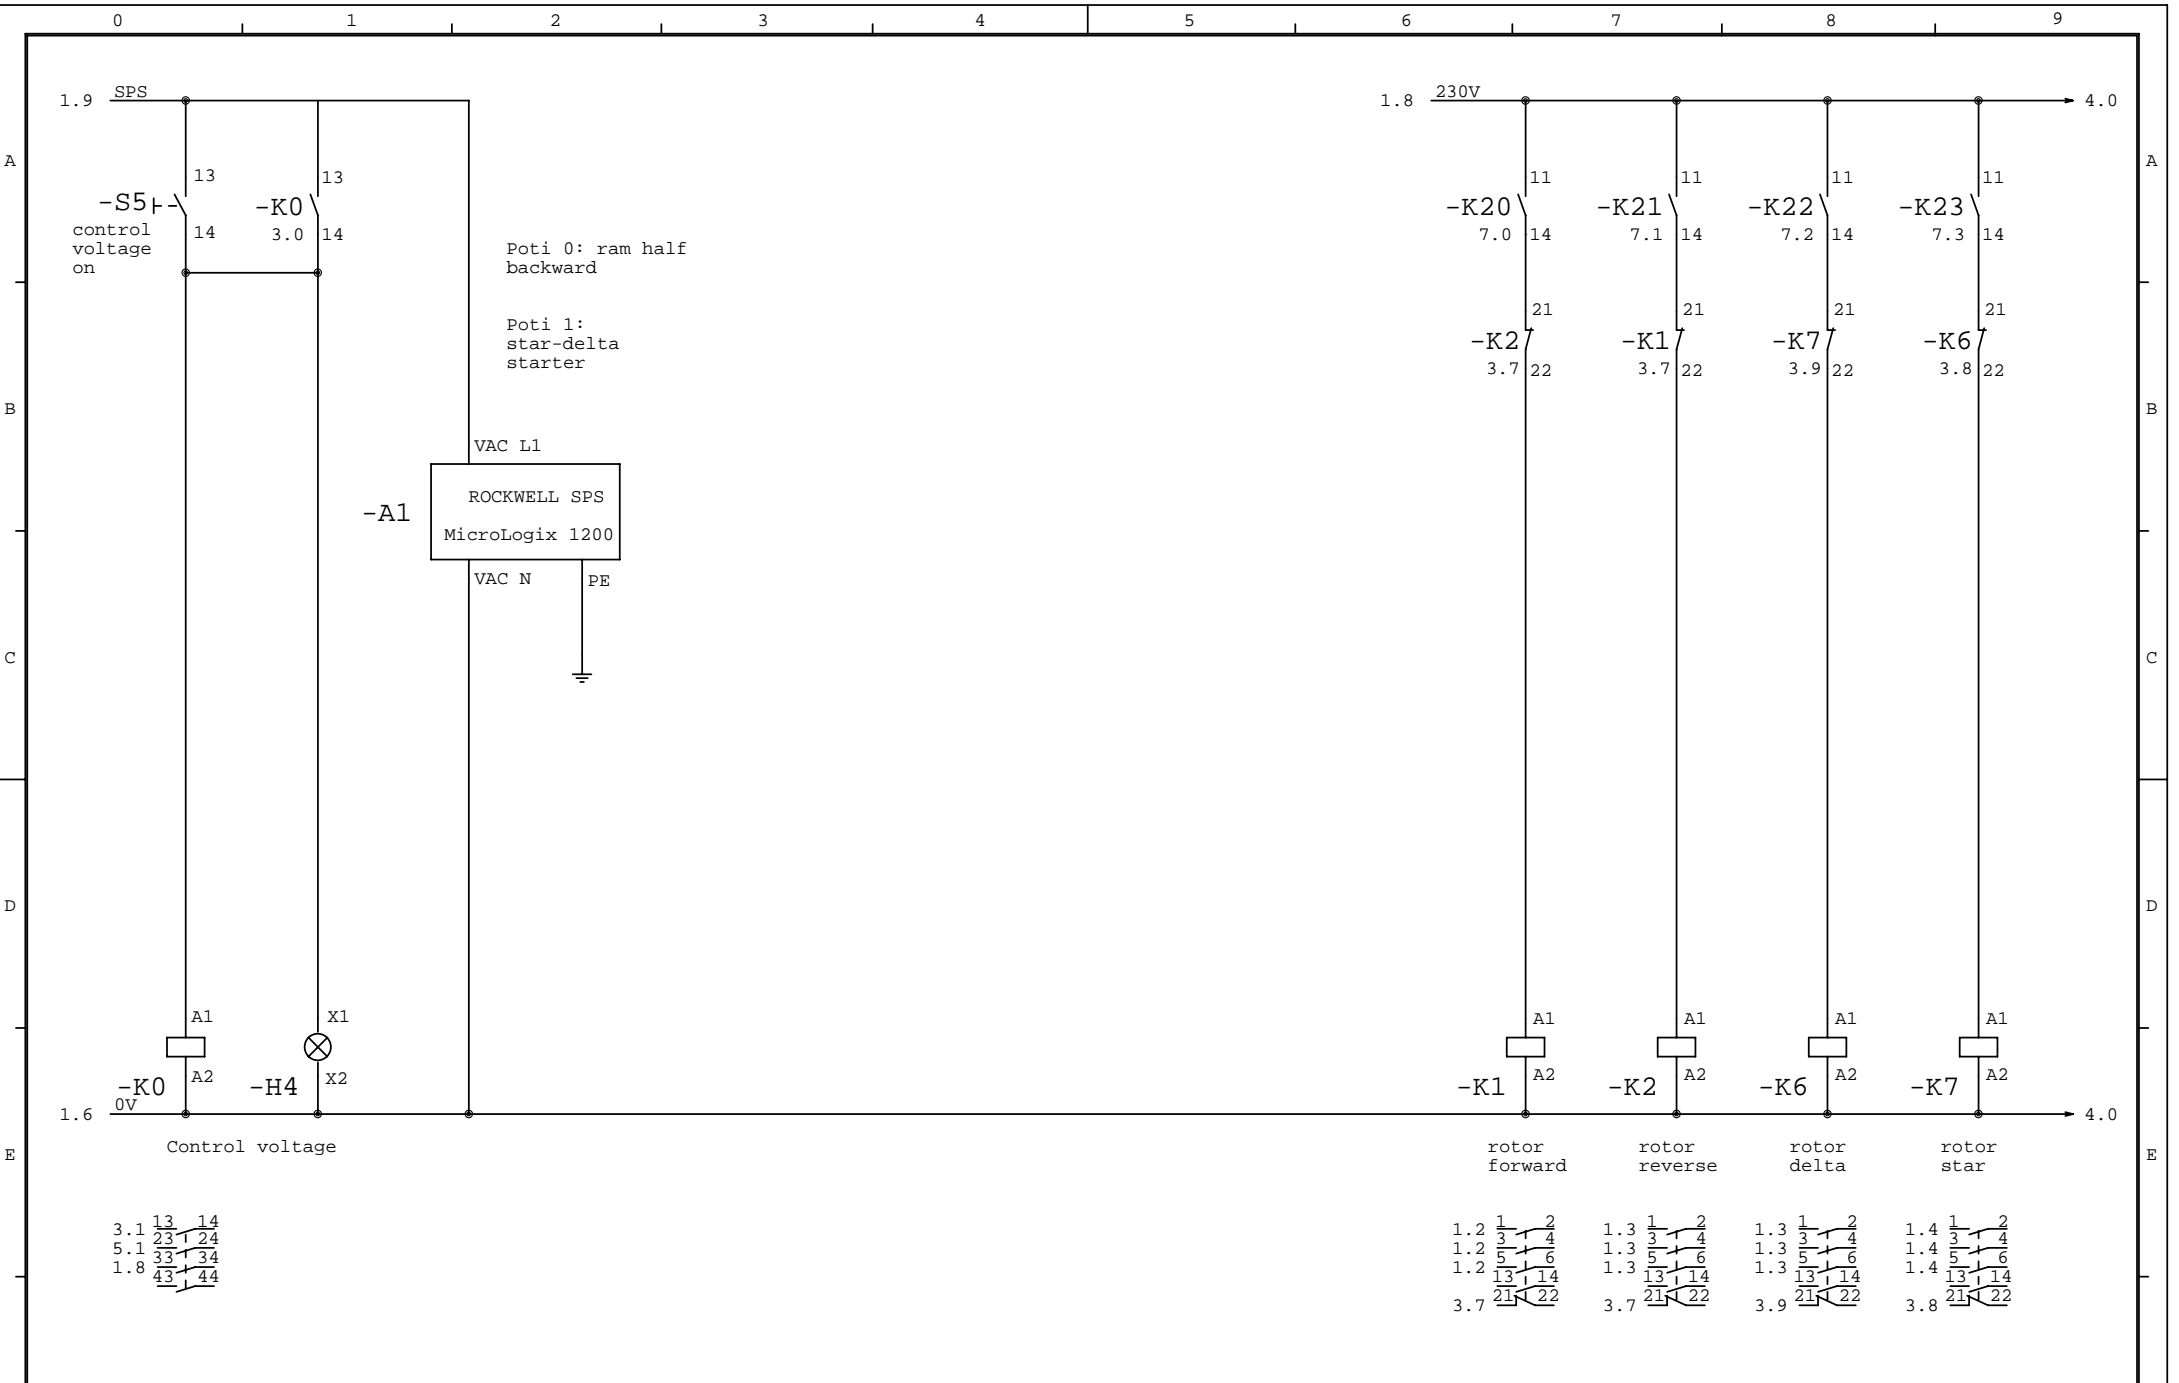 0 1 2 3 4 5 6 7 8 9
1.9 SPS
1.8 230V 4.0
A A
13 13 11 11 11 11
-S5 -K0 -K20 -K21 -K22 -K23
control
voltage
on
14 3.0 14 7.0 14 7.1 14 7.2 14 7.3 14
Poti 0: ram half
backward
21 21 21 21
Poti 1:
star-delta
starter
-K2 -K1 -K7 -K6
3.7 22 3.7 22 3.9 22 3.8 22
B B
VAC L1
ROCKWELL SPS
-A1
MicroLogix 1200
VAC N PE
C C
D D
A1 X1 A1 A1 A1 A1
A2 X2 A2 A2 A2 A2
-K0 -H4 -K1 -K2 -K6 -K7
1.6 0V 4.0
Control voltage
E E
rotor
forward
rotor
reverse
rotor
delta
rotor
star
3.1 13 14
5.1 23 24
1.8 33 34
43 44
1.2 1 2
1.2 3 4
1.2 5 6
13 14
3.7 21 22
1.3 1 2
1.3 3 4
1.3 5 6
13 14
3.7 21 22
1.3 1 2
1.3 3 4
1.3 5 6
13 14
3.9 21 22
1.4 1 2
1.4 3 4
1.4 5 6
13 14
3.8 21 22